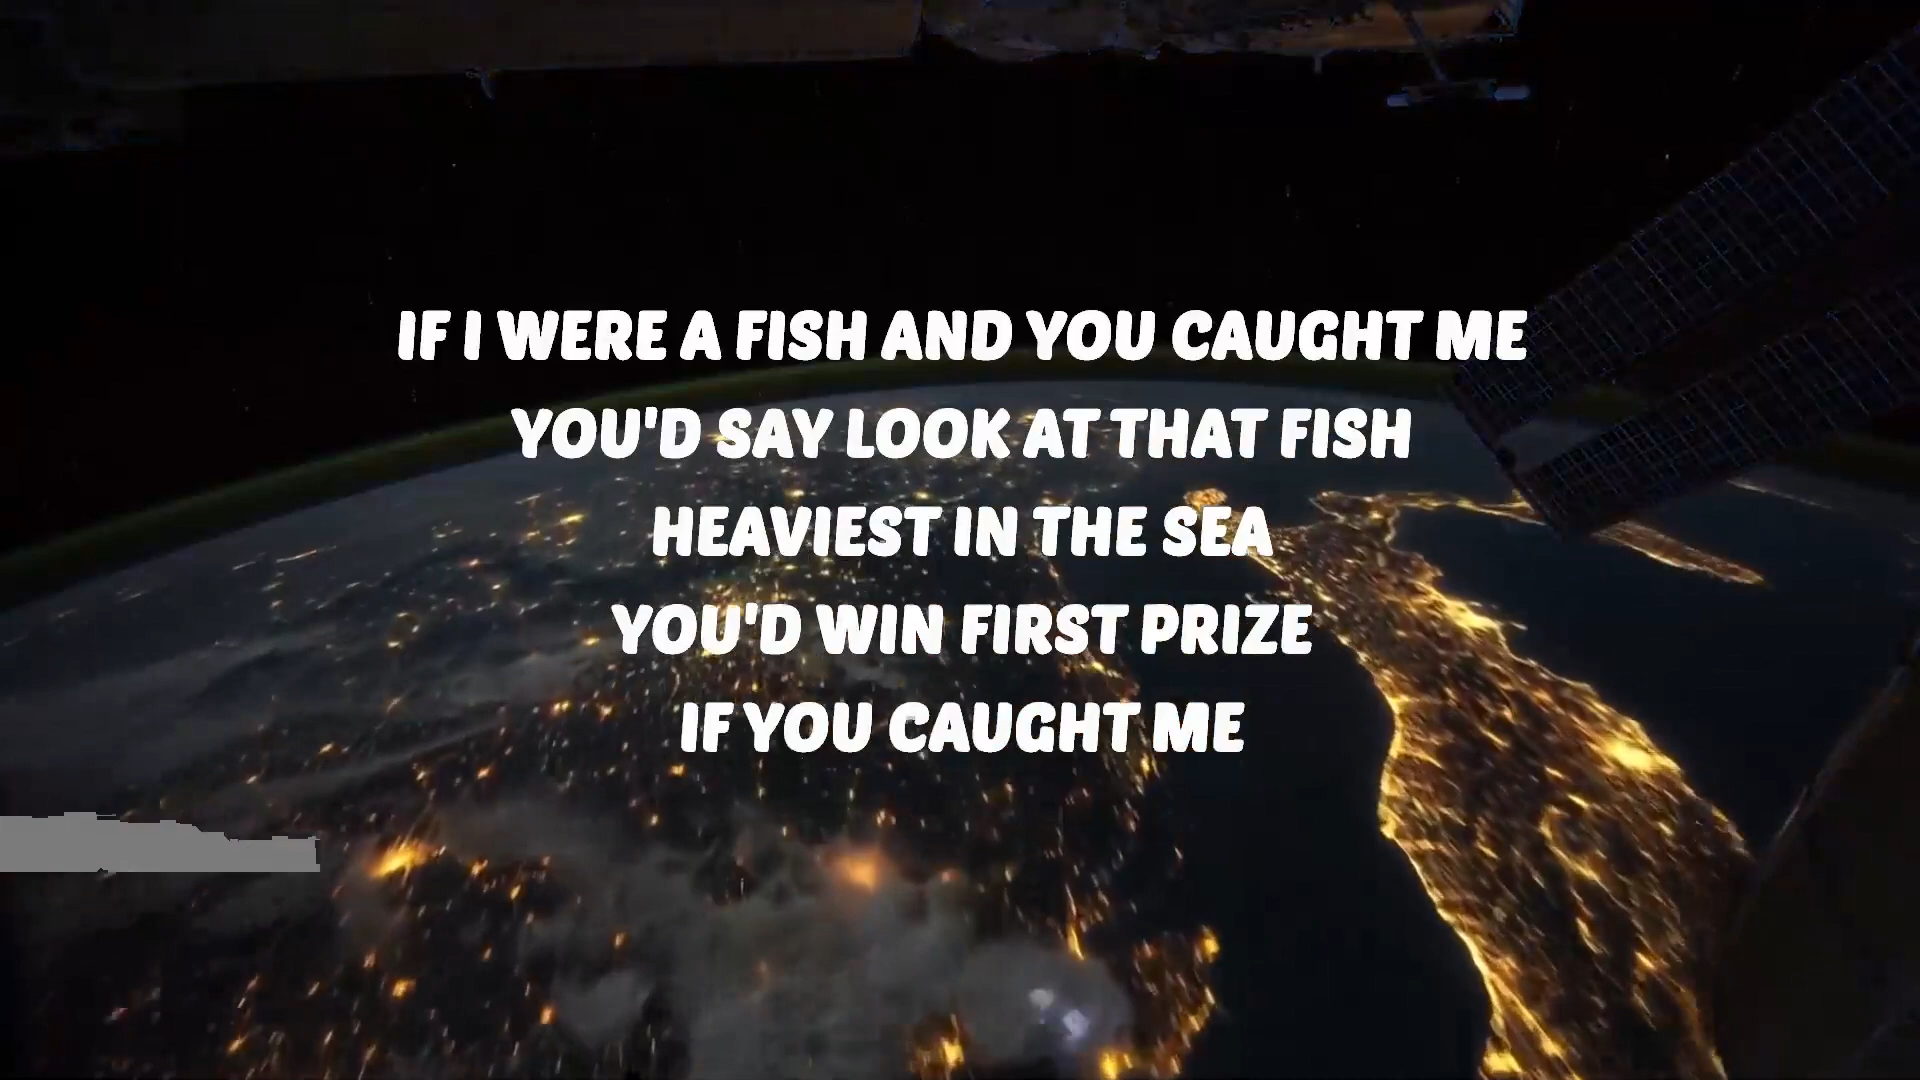 IF I WERE A FISH AND YOU CAUGHT ME
YOU'D SAY LOOK AT THAT FISH
HEAVIEST IN THE SEA
YOU'D WIN FIRST PRIZE
IF YOU CAUGHT ME